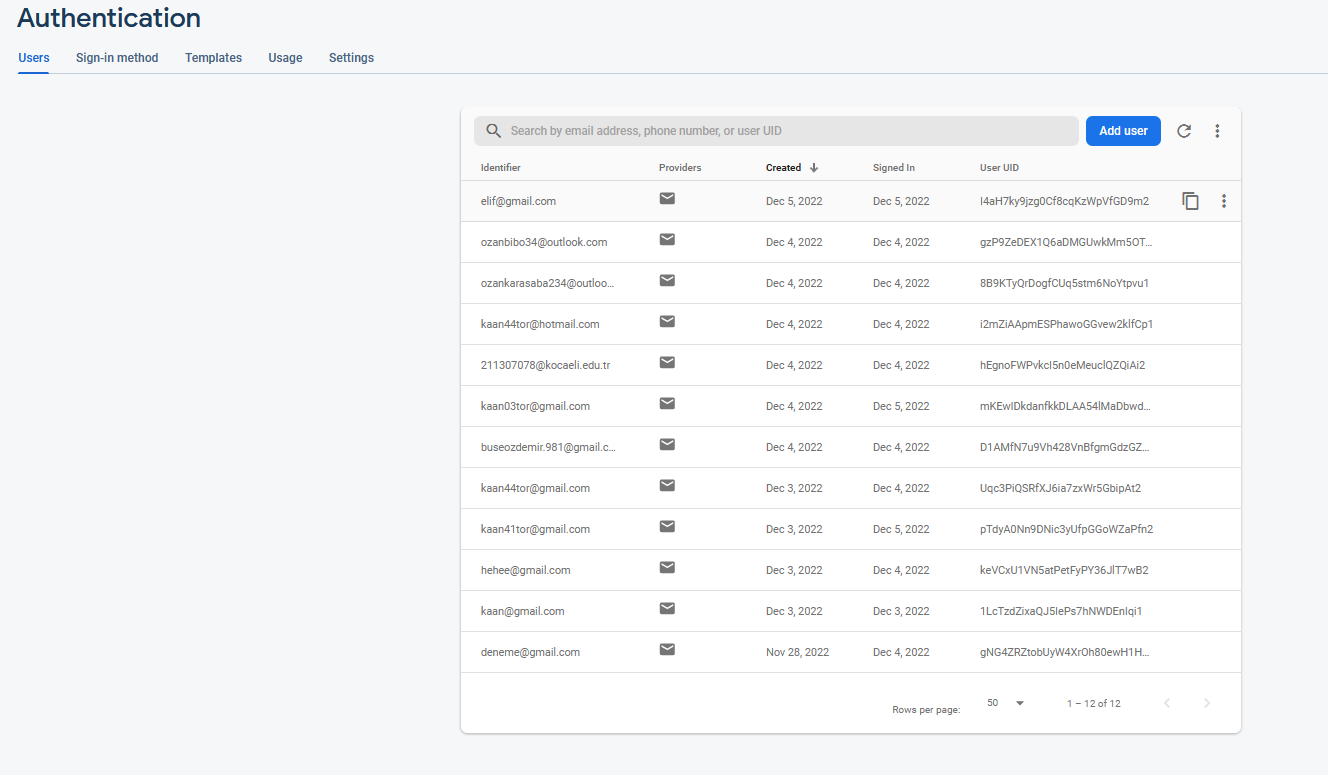 Authentication
Users Sign-in method Templates Usage Settings
Search by email address, phone number, or user UID Add user
Identifier Providers Created Signed In User UID
elif@gmail.com Dec 5, 2022 Dec 5, 2022 I4aH7ky9jzg0Cf8cqKzWpVfGD9m2
ozanbibo34@outlook.com Dec 4, 2022 Dec 4, 2022 gzP9ZeDEX1Q6aDMGUwkMm5OT...
ozankarasaba234@outloo... Dec 4, 2022 Dec 4, 2022 8B9KTyQrDogfCUq5stm6NoYtpvu1
kaan44tor@hotmail.com Dec 4, 2022 Dec 4, 2022 i2mZiAApmESPhawoGGvew2klfCp1
211307078@kocaeli.edu.tr Dec 4, 2022 Dec 4, 2022 hEgnoFWPvkcI5n0eMeuclQZQiAi2
kaan03tor@gmail.com Dec 4, 2022 Dec 5, 2022 mKEwIDkdanfkkDLAA54lMaDbwd...
buseozdemir.981@gmail.c... Dec 4, 2022 Dec 4, 2022 D1AMfN7u9Vh428VnBfgmGdzGZ...
kaan44tor@gmail.com Dec 3, 2022 Dec 4, 2022 Uqc3PiQSRfXJ6ia7zxWr5GbipAt2
kaan41tor@gmail.com Dec 3, 2022 Dec 5, 2022 pTdyA0Nn9DNic3yUfpGGoWZaPfn2
hehee@gmail.com Dec 3, 2022 Dec 4, 2022 keVCxU1VN5atPetFyPY36JlT7wB2
kaan@gmail.com Dec 3, 2022 Dec 3, 2022 1LcTzdZixaQJ5IePs7hNWDEnIqi1
deneme@gmail.com Nov 28, 2022 Dec 4, 2022 gNG4ZRZtobUyW4XrOh80ewH1H...
Rows per page: 50 1 – 12 of 12